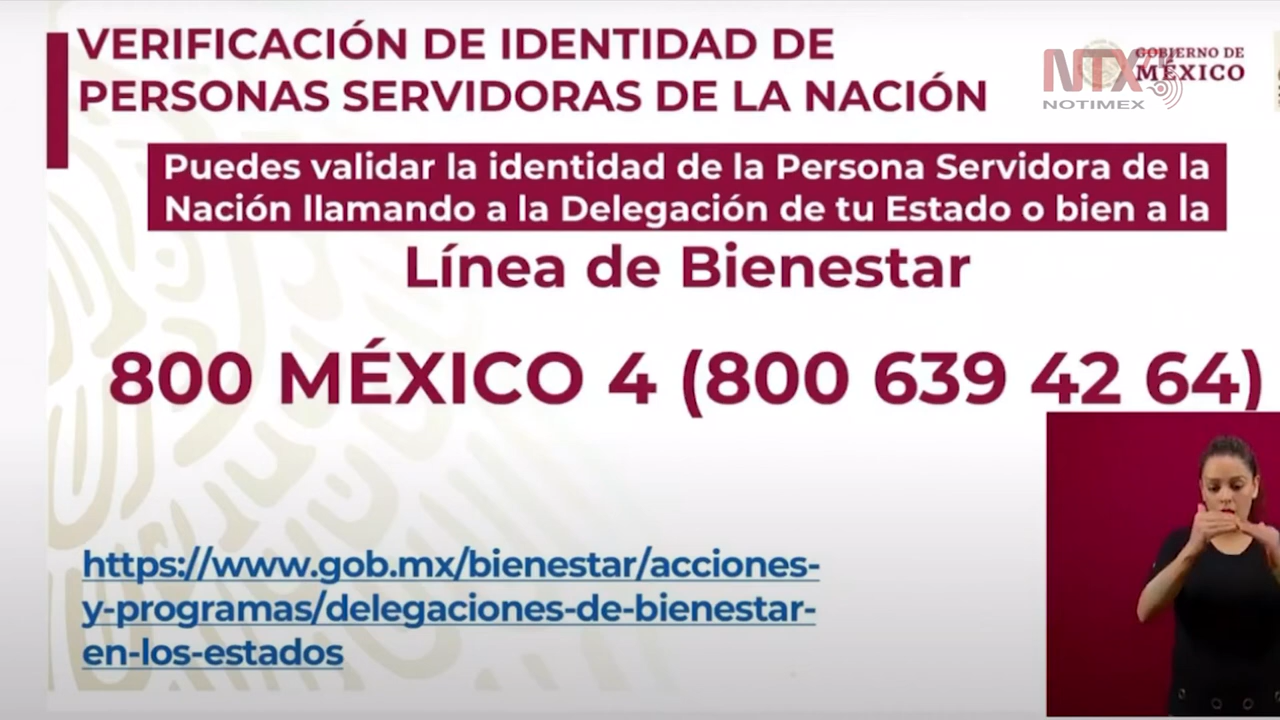 VERIFICACIÓN DE IDENTIDAD DE
PERSONAS SERVIDORAS DE LA NACIÓN
GOBIERNO DE
MÉXICO
NTX
NOTIMEX
Puedes validar la identidad de la Persona Servidora de la
Nación llamando a la Delegación de tu Estado o bien a la
Línea de Bienestar
800 MÉXICO 4 (800 639 42 64)
https://www.gob.mx/bienestar/acciones-
y-programas/delegaciones-de-bienestar-
en-los-estados